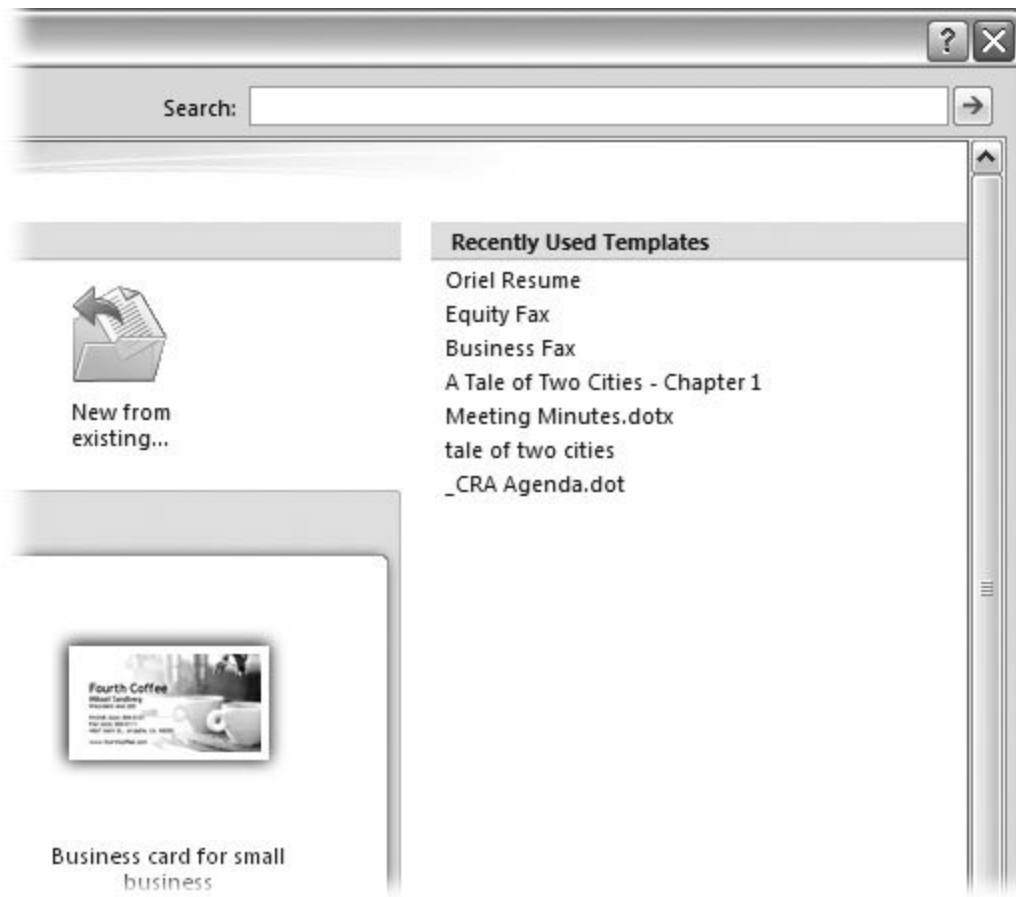 ?
Search:
Recently Used Templates
Oriel Resume
Equity Fax
Business Fax
A Tale of Two Cities - Chapter 1
Meeting Minutes.dotx
tale of two cities
_CRA Agenda.dot
New from
existing...
Fourth Coffee
Business card for small
business